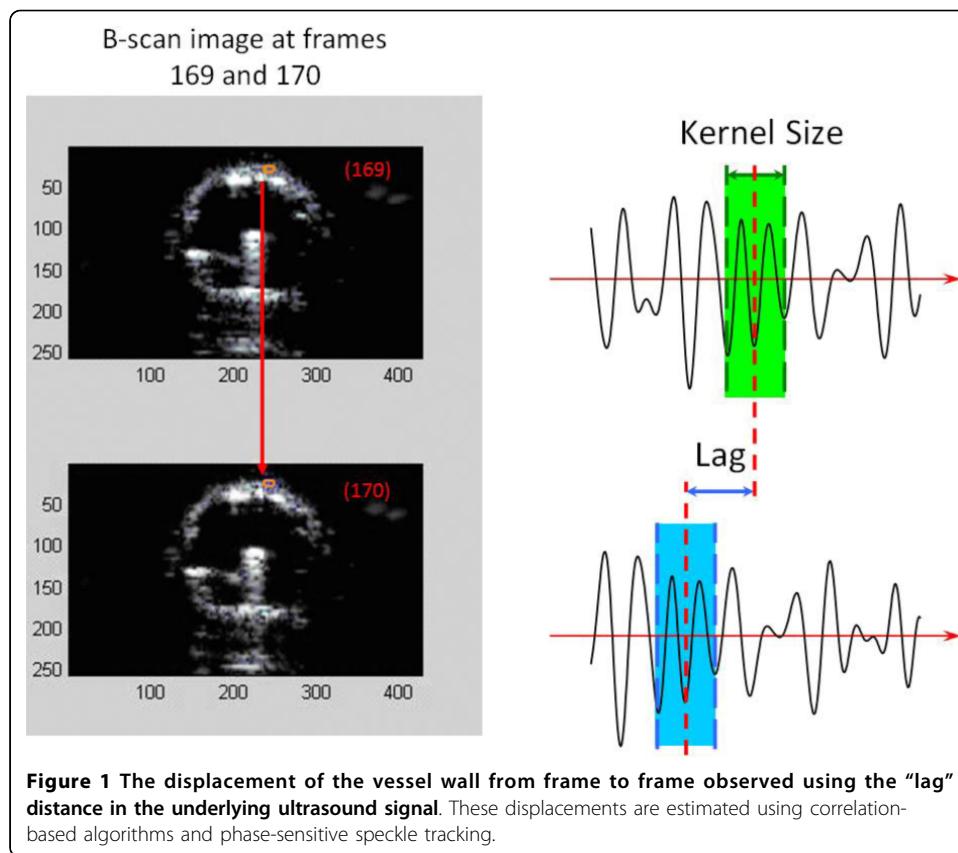 B-scan image at frames
169 and 170
(169)
50
100
150
200
250
100 200 300 400
(170)
50
100
150
200
250
100 200 300 400
Kernel Size
Lag
Figure 1 The displacement of the vessel wall from frame to frame observed using the “lag”
distance in the underlying ultrasound signal. These displacements are estimated using correlation-
based algorithms and phase-sensitive speckle tracking.